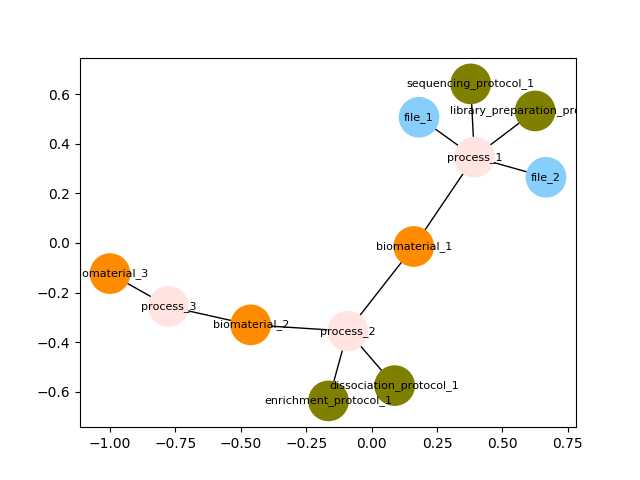 sequencing_protocol_1
library_preparation_pro
file_1
process_1
file_2
biomaterial_1
omaterial_3
process_3
biomaterial_2
process_2
dissociation_protocol_1
enrichment_protocol_1
0.6
0.4
0.2
0.0
−0.2
−0.4
−0.6
−1.00 −0.75 −0.50 −0.25 0.00 0.25 0.50 0.75